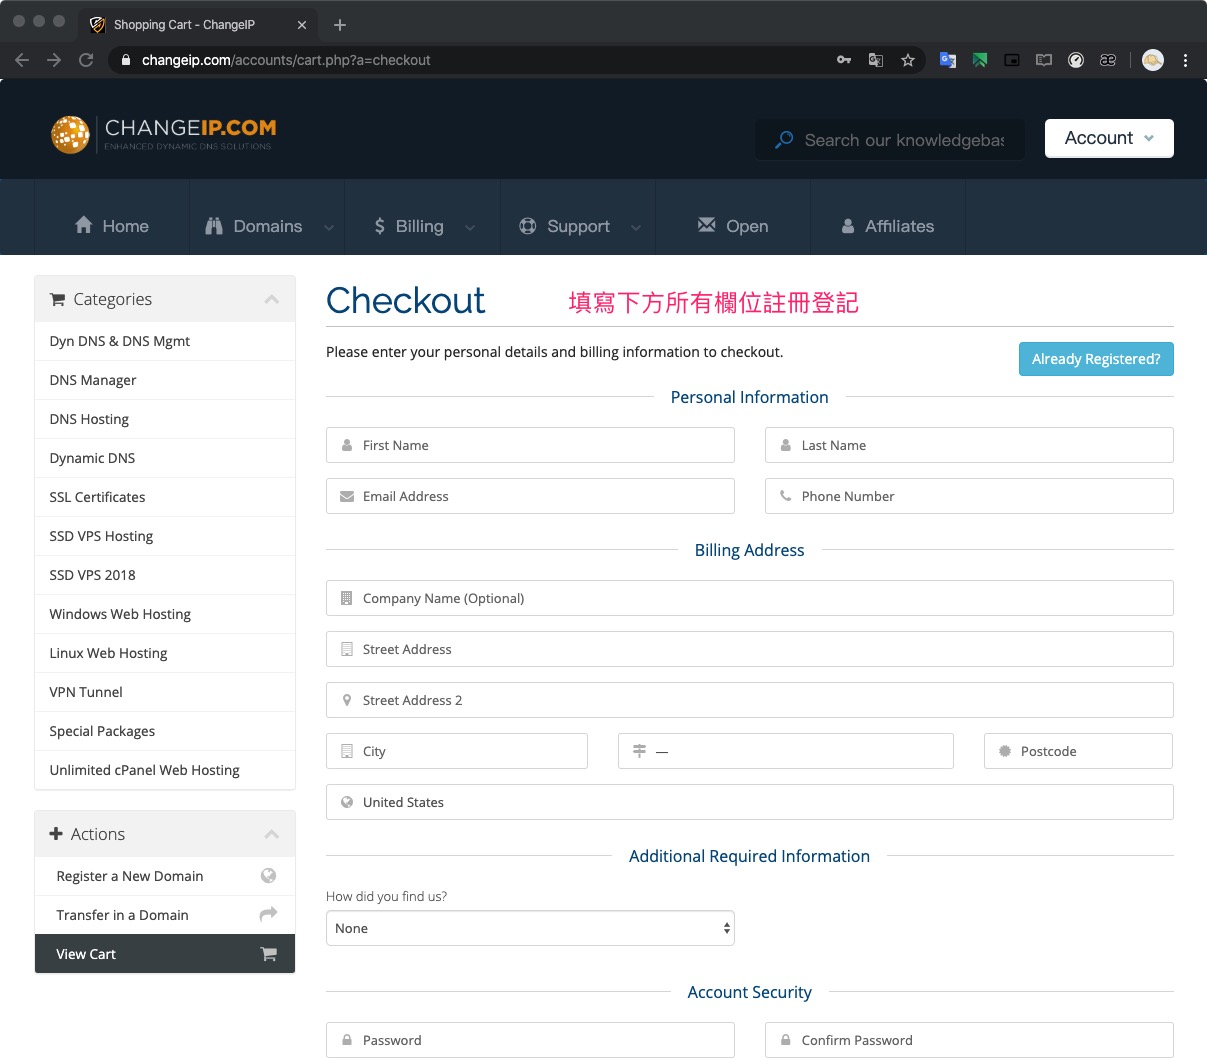 Shopping Cart - ChangeIP
changeip.com/accounts/cart.php?a=checkout
CHANGEIP.COM
ENHANCED DYNAMIC DNS SOLUTIONS
Search our knowledgebas
Account
Home
Domains
Billing
Support
Open
Affiliates
Categories
Dyn DNS & DNS Mgmt
DNS Manager
DNS Hosting
Dynamic DNS
SSL Certificates
SSD VPS Hosting
SSD VPS 2018
Windows Web Hosting
Linux Web Hosting
VPN Tunnel
Special Packages
Unlimited cPanel Web Hosting
Actions
Register a New Domain
Transfer in a Domain
View Cart
Checkout
填寫下方所有欄位註冊登記
Please enter your personal details and billing information to checkout.
Already Registered?
Personal Information
First Name
Last Name
Email Address
Phone Number
Billing Address
Company Name (Optional)
Street Address
Street Address 2
City
—
Postcode
United States
Additional Required Information
How did you find us?
None
Account Security
Password
Confirm Password